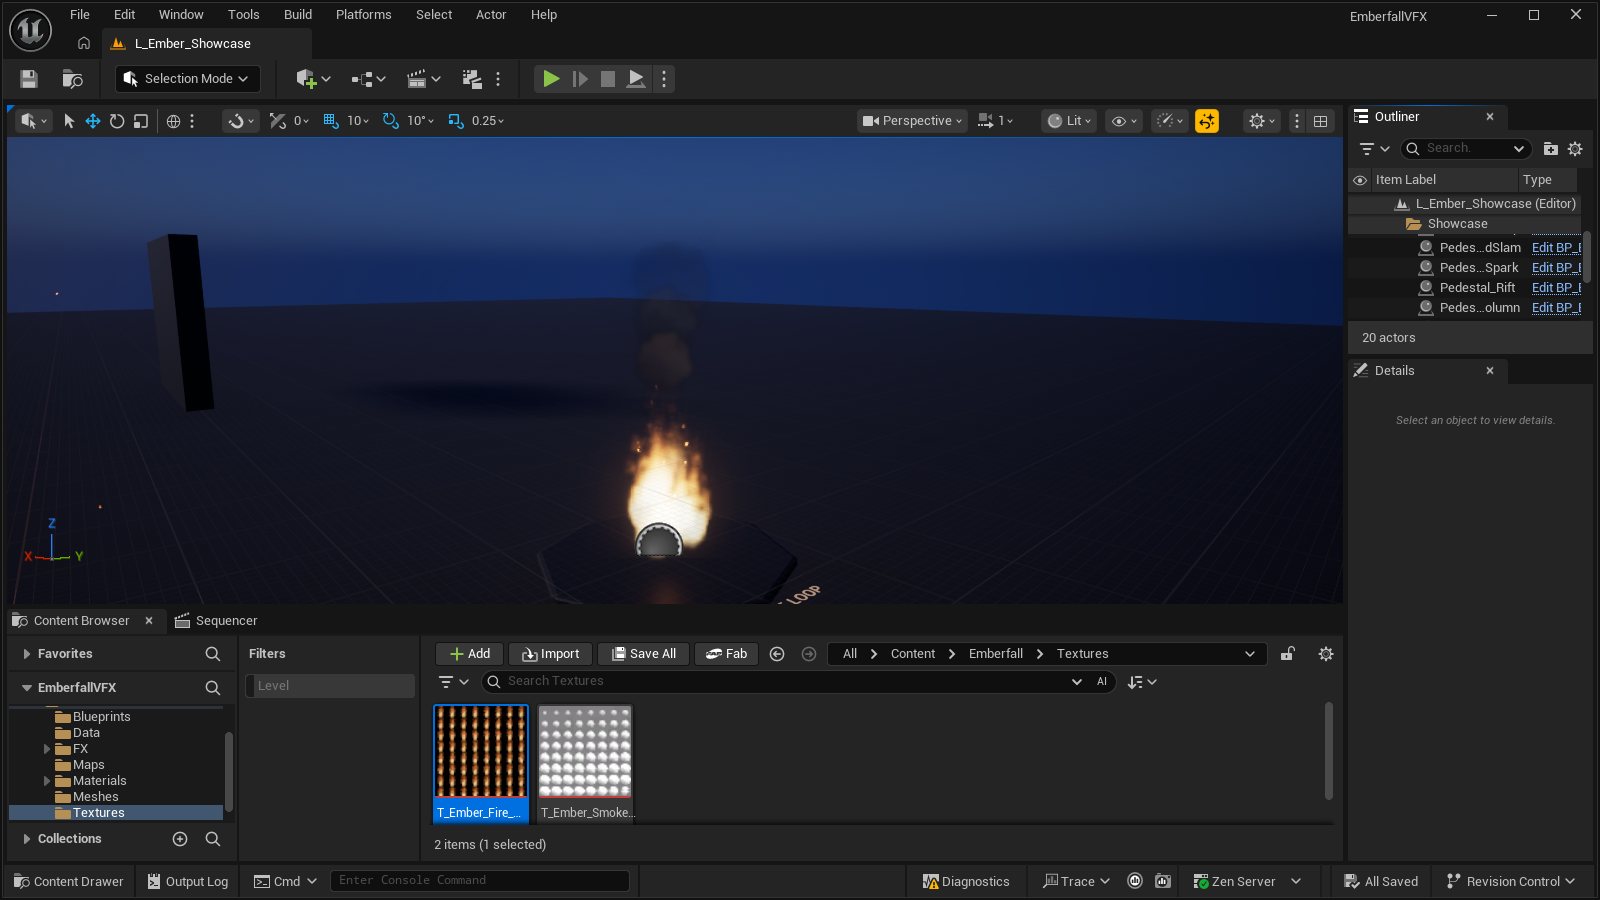 File Edit Window Tools Build Platforms Select Actor Help
EmberfallVFX
L_Ember_Showcase
Selection Mode
0 10 10° 0.25
Perspective 1 Lit
Outliner
Search.
Item Label Type
L_Ember_Showcase (Editor)
Showcase
Pedes...dSlam Edit BP_E
Pedes...Spark Edit BP_E
Pedestal_Rift Edit BP_E
Pedes...olumn Edit BP_E
20 actors
Details
Select an object to view details.
Z
X Y
LOOP
Content Browser Sequencer
Favorites
EmberfallVFX
Blueprints
Data
FX
Maps
Materials
Meshes
Textures
Collections
Filters
Level
Add Import Save All Fab All Content Emberfall Textures
Search Textures AI
T_Ember_Fire_... T_Ember_Smoke...
2 items (1 selected)
Content Drawer Output Log Cmd Enter Console Command Diagnostics Trace Zen Server All Saved Revision Control